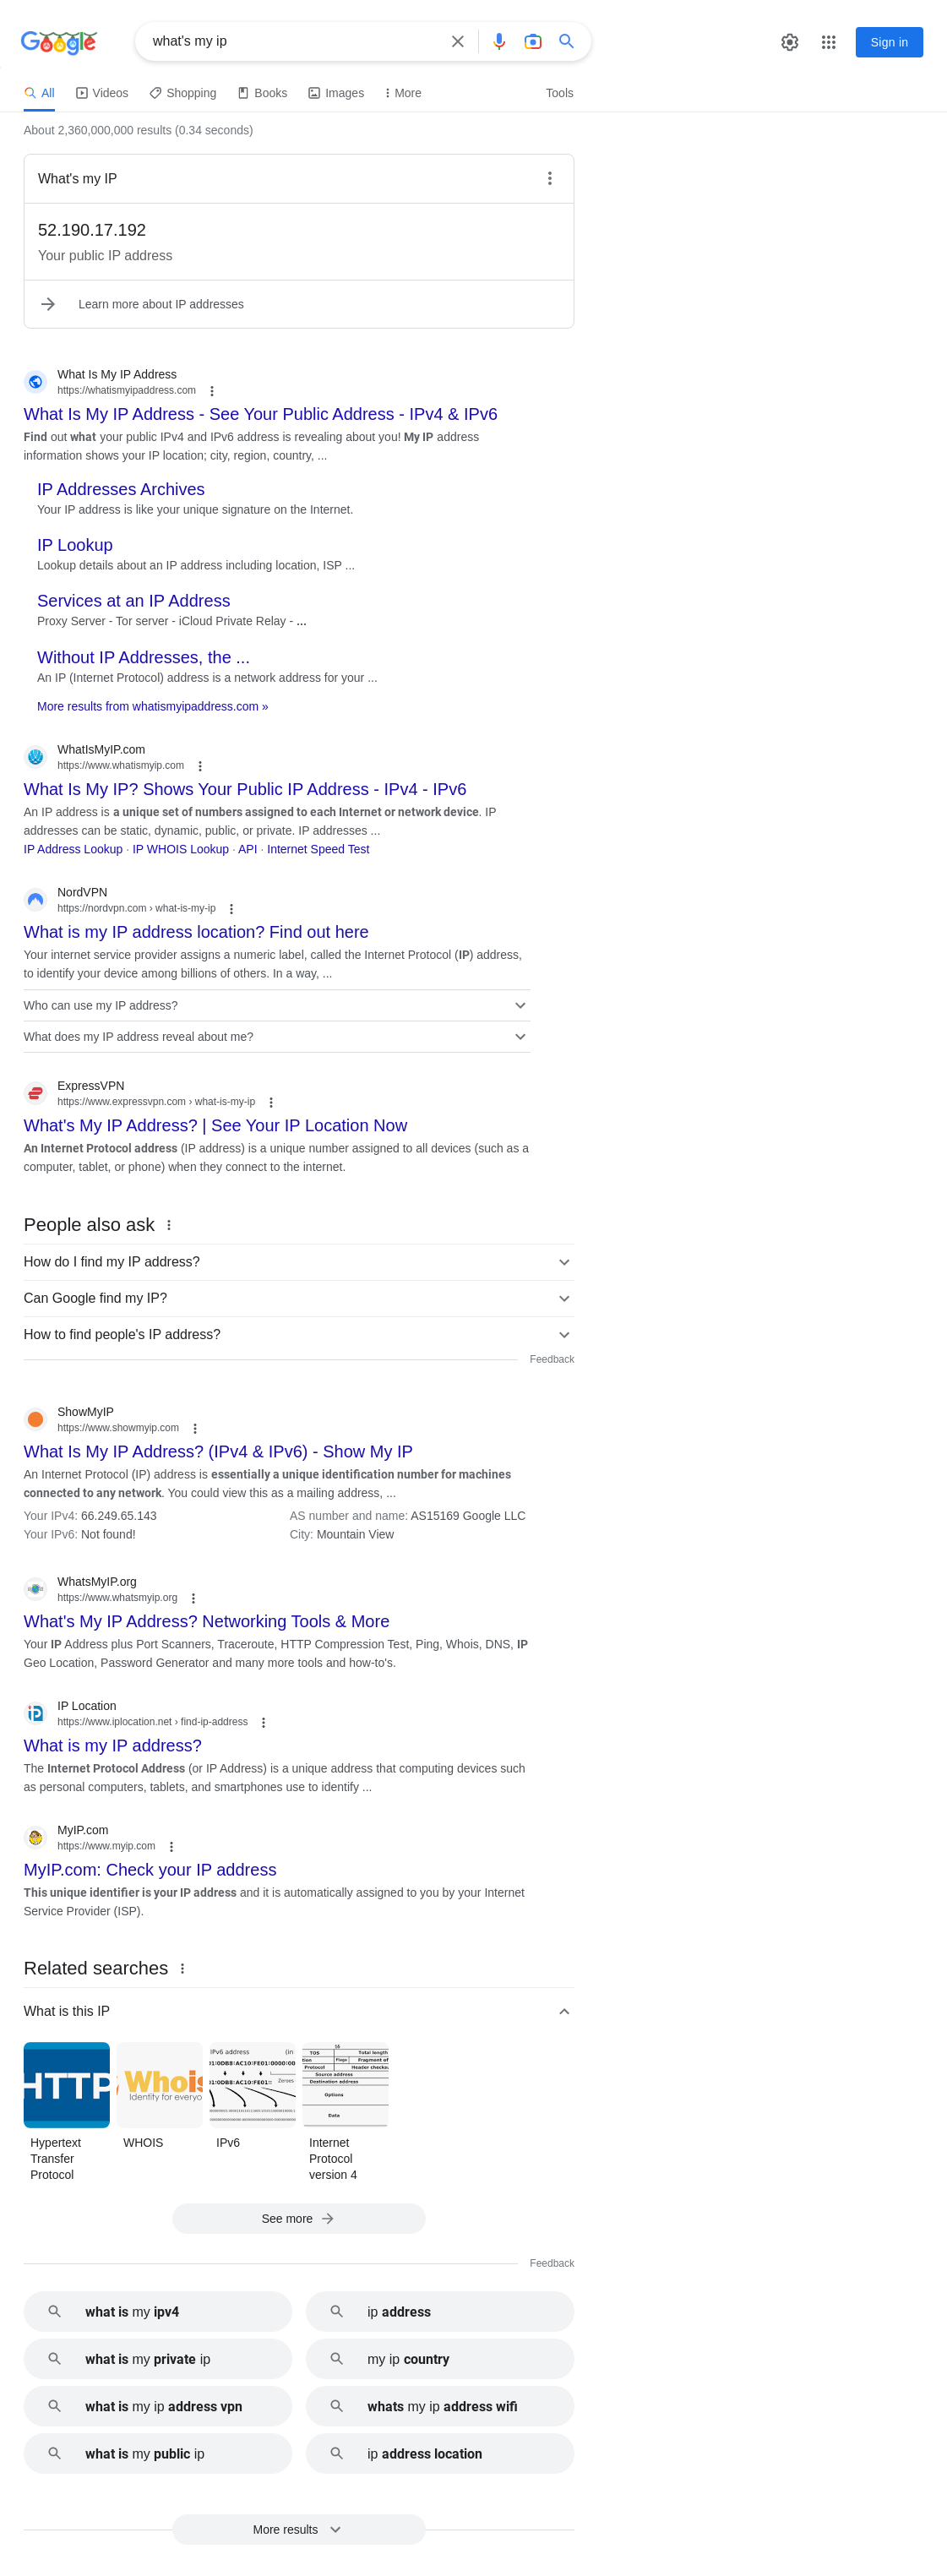 Google
what's my ip
Sign in
All
Videos
Shopping
Books
Images
More
Tools
About 2,360,000,000 results (0.34 seconds)
What's my IP
52.190.17.192
Your public IP address
Learn more about IP addresses
What Is My IP Address
https://whatismyipaddress.com
What Is My IP Address - See Your Public Address - IPv4 & IPv6
Find out what your public IPv4 and IPv6 address is revealing about you! My IP address
information shows your IP location; city, region, country, ...
IP Addresses Archives
Your IP address is like your unique signature on the Internet.
IP Lookup
Lookup details about an IP address including location, ISP ...
Services at an IP Address
Proxy Server - Tor server - iCloud Private Relay - ...
Without IP Addresses, the ...
An IP (Internet Protocol) address is a network address for your ...
More results from whatismyipaddress.com »
WhatIsMyIP.com
https://www.whatismyip.com
What Is My IP? Shows Your Public IP Address - IPv4 - IPv6
An IP address is a unique set of numbers assigned to each Internet or network device. IP
addresses can be static, dynamic, public, or private. IP addresses ...
IP Address Lookup · IP WHOIS Lookup · API · Internet Speed Test
NordVPN
https://nordvpn.com › what-is-my-ip
What is my IP address location? Find out here
Your internet service provider assigns a numeric label, called the Internet Protocol (IP) address,
to identify your device among billions of others. In a way, ...
Who can use my IP address?
What does my IP address reveal about me?
ExpressVPN
https://www.expressvpn.com › what-is-my-ip
What's My IP Address? | See Your IP Location Now
An Internet Protocol address (IP address) is a unique number assigned to all devices (such as a
computer, tablet, or phone) when they connect to the internet.
People also ask
How do I find my IP address?
Can Google find my IP?
How to find people's IP address?
Feedback
ShowMyIP
https://www.showmyip.com
What Is My IP Address? (IPv4 & IPv6) - Show My IP
An Internet Protocol (IP) address is essentially a unique identification number for machines
connected to any network. You could view this as a mailing address, ...
Your IPv4: 66.249.65.143
AS number and name: AS15169 Google LLC
Your IPv6: Not found!
City: Mountain View
WhatsMyIP.org
https://www.whatsmyip.org
What's My IP Address? Networking Tools & More
Your IP Address plus Port Scanners, Traceroute, HTTP Compression Test, Ping, Whois, DNS, IP
Geo Location, Password Generator and many more tools and how-to's.
IP Location
https://www.iplocation.net › find-ip-address
What is my IP address?
The Internet Protocol Address (or IP Address) is a unique address that computing devices such
as personal computers, tablets, and smartphones use to identify ...
MyIP.com
https://www.myip.com
MyIP.com: Check your IP address
This unique identifier is your IP address and it is automatically assigned to you by your Internet
Service Provider (ISP).
Related searches
What is this IP
HTTP
Whois
Identity for everyo
IPv6 address (in
Zeroes
16
TOS Total length
Flags Fragment of
Protocol Header checksu
Source address
Destination address
Options
Data
Hypertext
Transfer
Protocol
WHOIS
IPv6
Internet
Protocol
version 4
See more
Feedback
what is my ipv4
ip address
what is my private ip
my ip country
what is my ip address vpn
whats my ip address wifi
what is my public ip
ip address location
More results